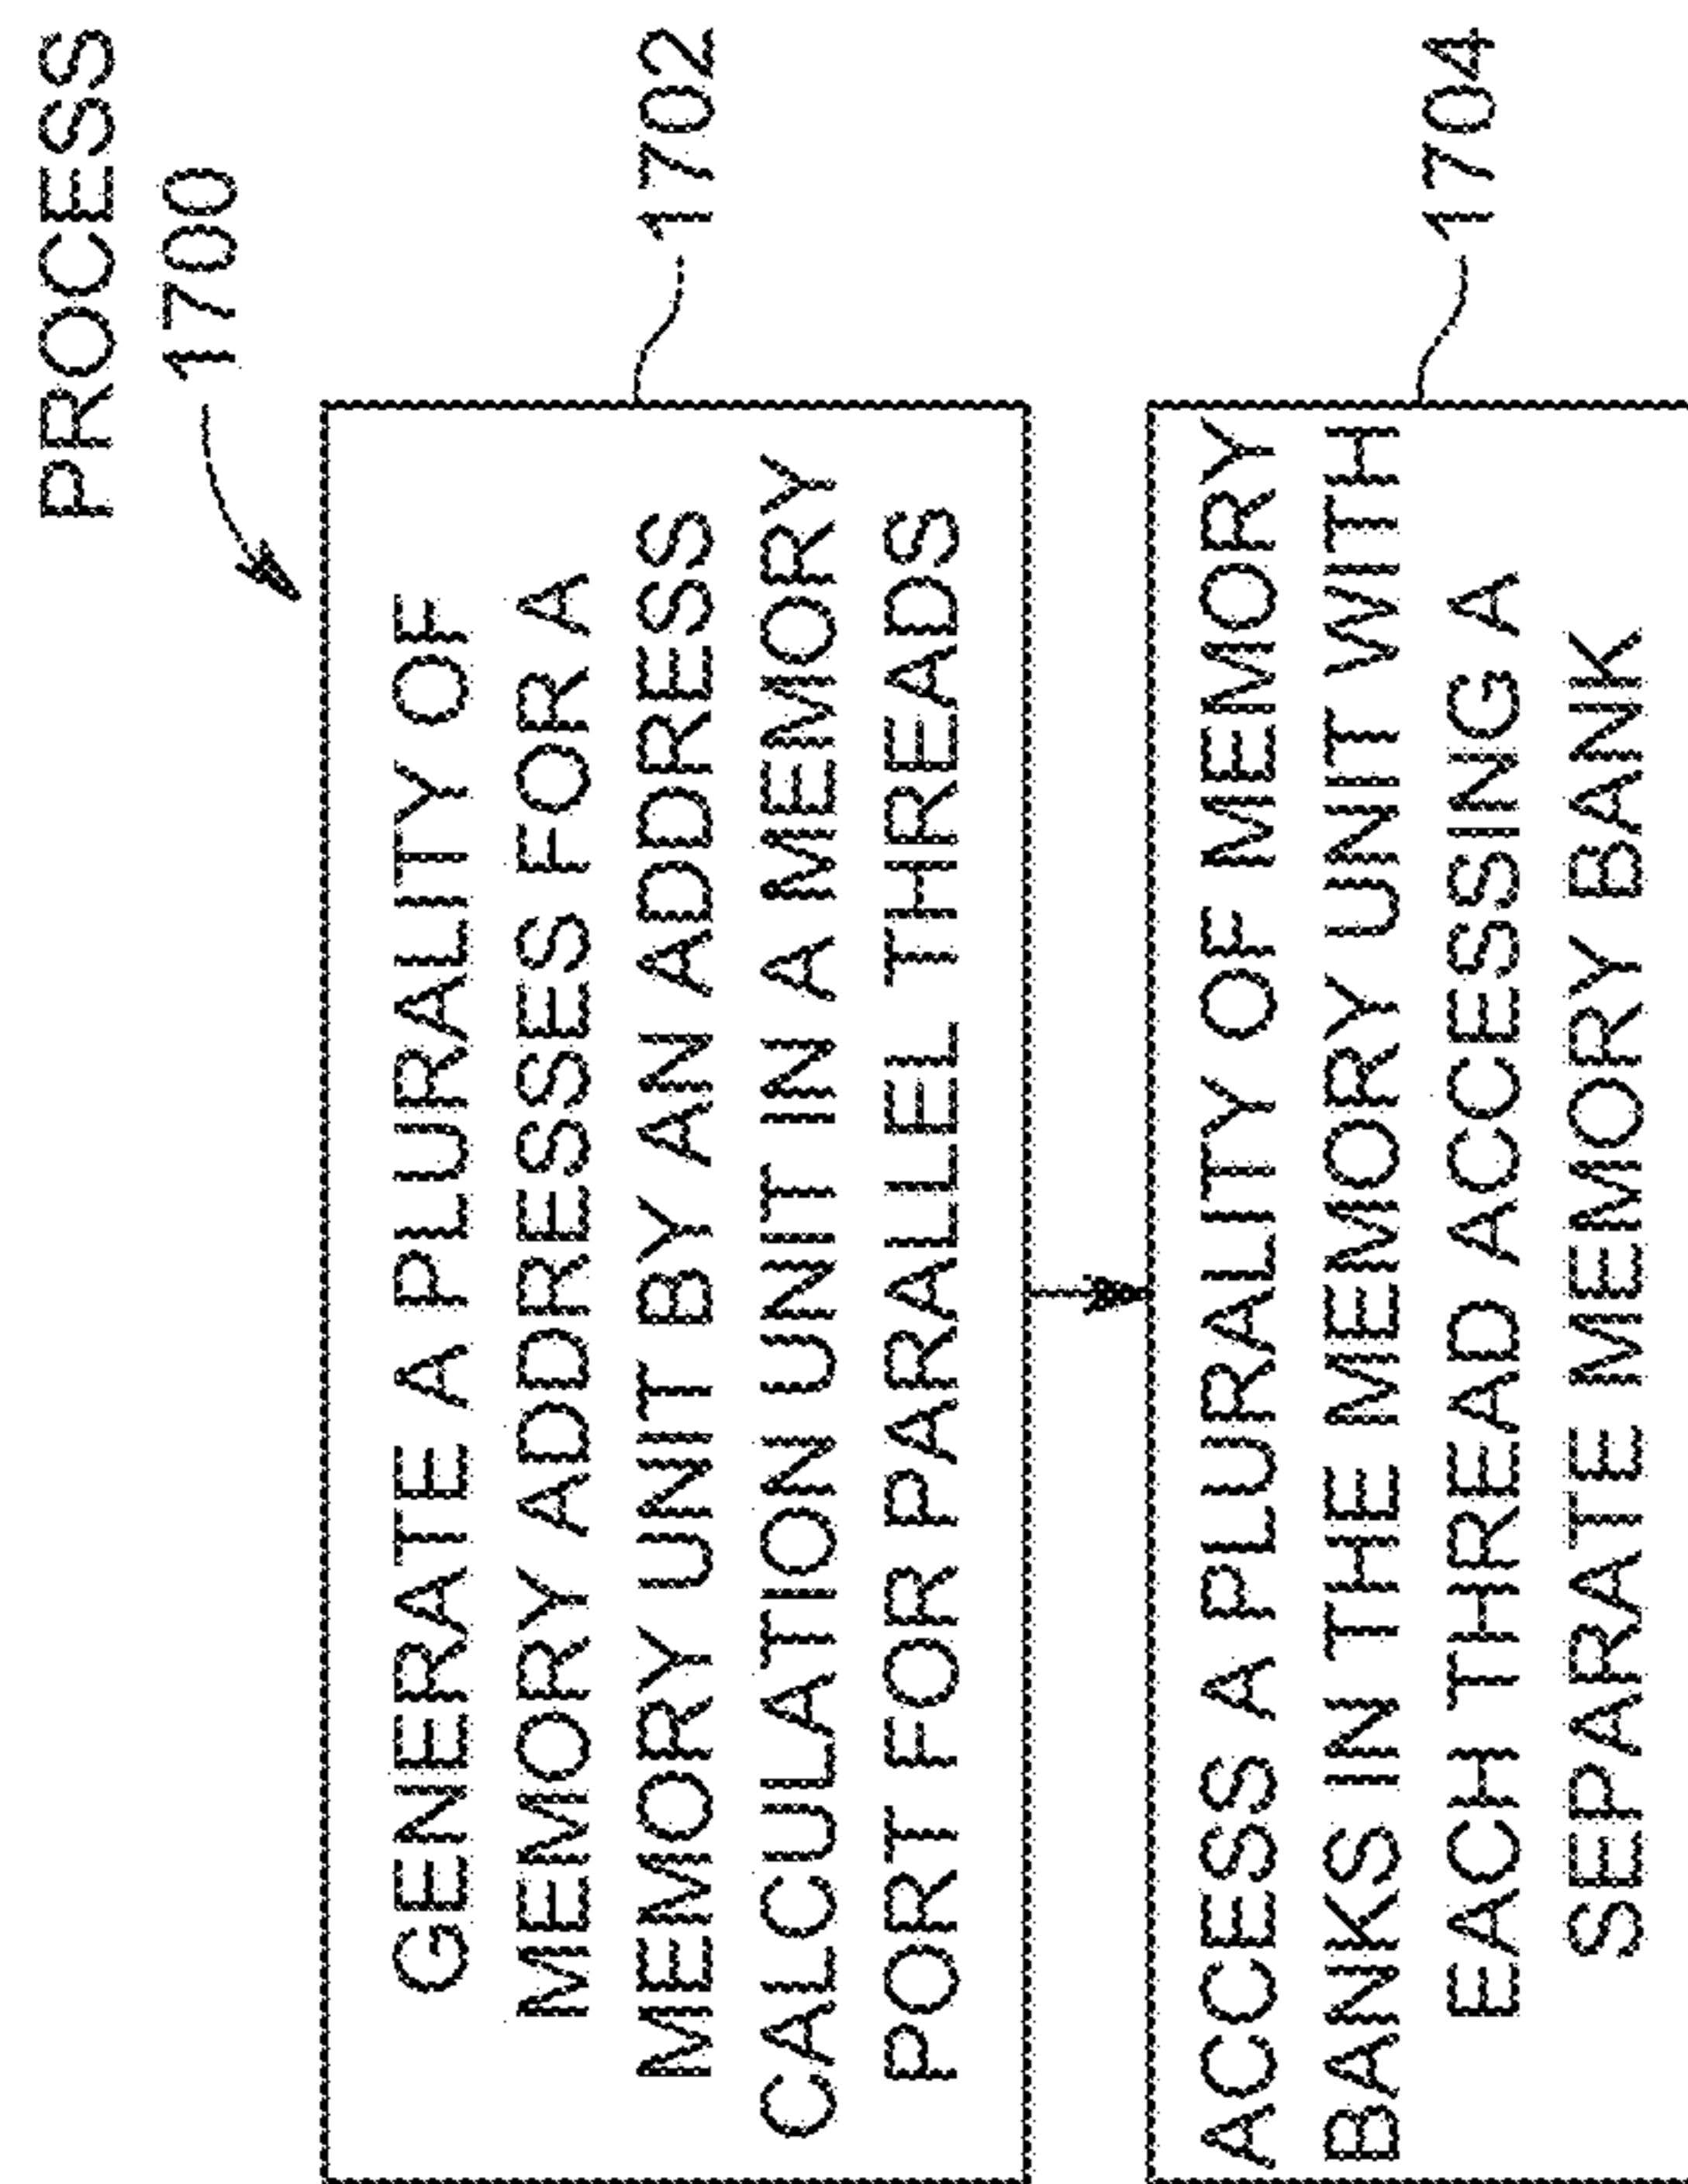 PROCESS
1700
GENERATE A PLURALITY OF
MEMORY ADDRESSES FOR A
MEMORY UNIT BY AN ADDRESS
CALCULATION UNIT IN A MEMORY
PORT FOR PARALLEL THREADS
1702
ACCESS A PLURALITY OF MEMORY
BANKS IN THE MEMORY UNIT WITH
EACH THREAD ACCESSING A
SEPARATE MEMORY BANK
1704